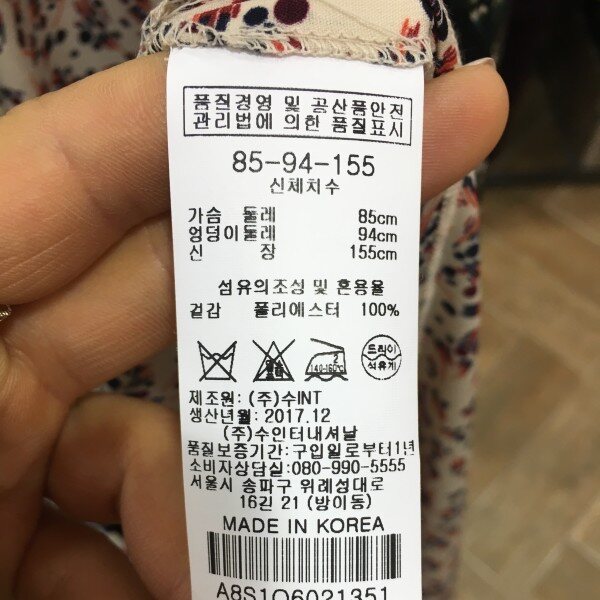 품질경영 및 공산품안전
관리법에 의한 품질표시
85-94-155
신체치수
가슴 둘레 85cm
엉덩이둘레 94cm
신 장 155cm
섬유의조성 및 혼용율
겉감 폴리에스터 100%
2
140-160℃
드라이
석유계
제조원: (주)수INT
생산년월: 2017.12
(주)수인터내셔날
품질보증기간: 구입일로부터1년
소비자상담실: 080-990-5555
서울시 송파구 위례성대로
16길 21 (방이동)
MADE IN KOREA
A8S1O6021351